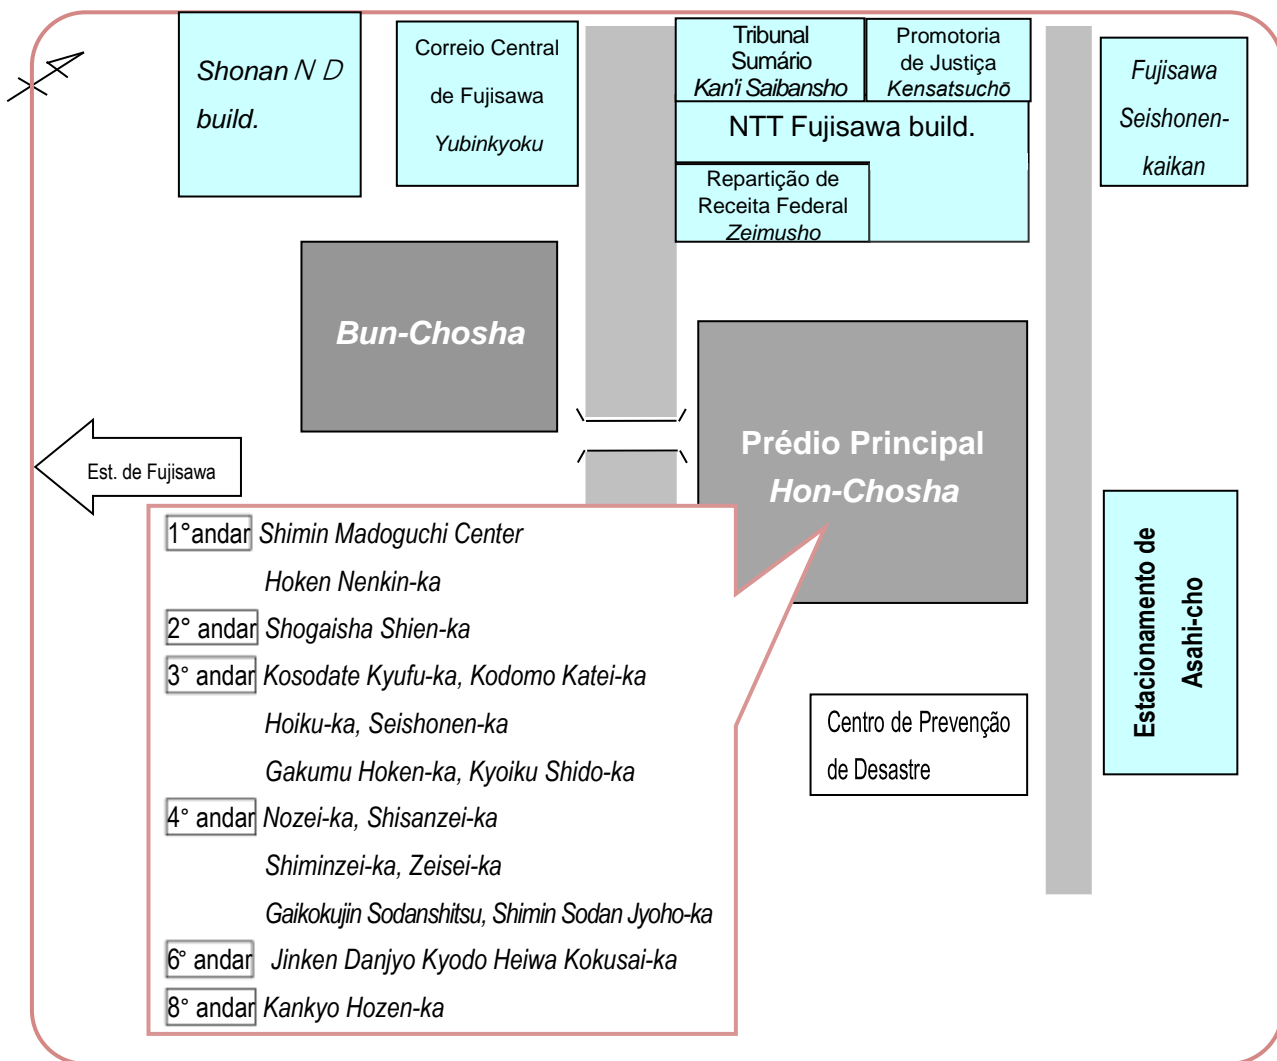 Shonan ＮＤ
build.
Correio Central
de Fujisawa
Yubinkyoku
Tribunal
Sumário
Kan'i Saibansho
Promotoria
de Justiça
Kensatsuchō
NTT Fujisawa build.
Repartição de
Receita Federal
Zeimusho
Fujisawa
Seishonen-
kaikan
Bun-Chosha
Prédio Principal
Hon-Chosha
Est. de Fujisawa
1°andar Shimin Madoguchi Center
Hoken Nenkin-ka
2° andar Shogaisha Shien-ka
3° andar Kosodate Kyufu-ka, Kodomo Katei-ka
Hoiku-ka, Seishonen-ka
Gakumu Hoken-ka, Kyoiku Shido-ka
4° andar Nozei-ka, Shisanzei-ka
Shiminzei-ka, Zeisei-ka
Gaikokujin Sodanshitsu, Shimin Sodan Jyoho-ka
6° andar Jinken Danjyo Kyodo Heiwa Kokusai-ka
8° andar Kankyo Hozen-ka
Centro de Prevenção
de Desastre
Estacionamento de
Asahi-cho